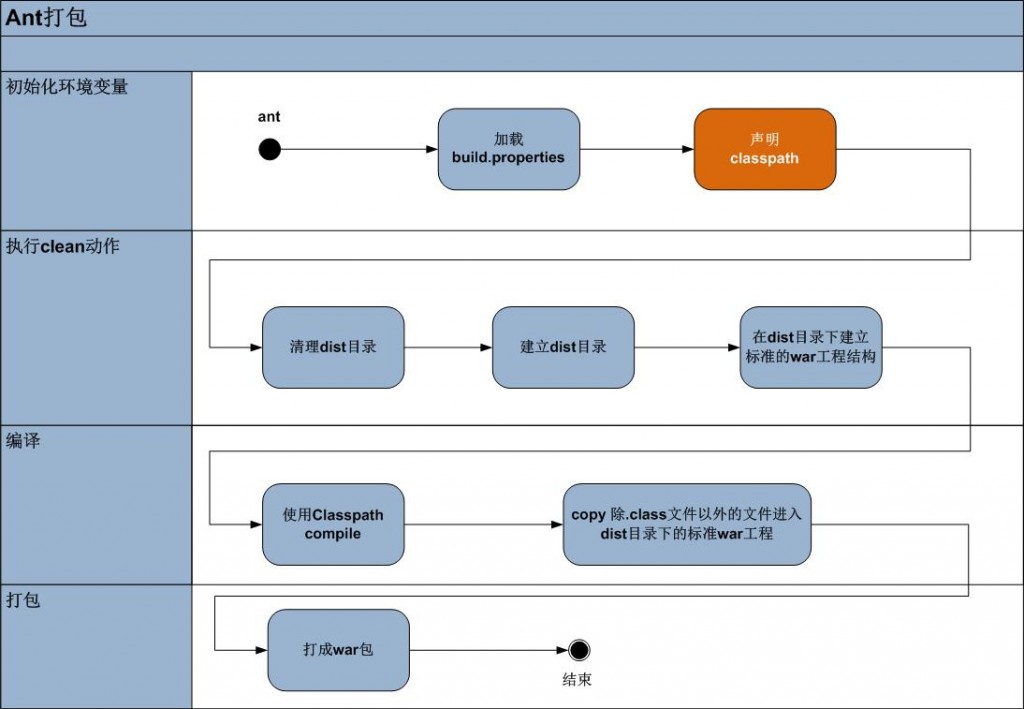 Ant打包
初始化环境变量
ant
加载
build.properties
声明
classpath
执行clean动作
清理dist目录
建立dist目录
在dist目录下建立
标准的war工程结构
编译
使用Classpath
compile
copy 除.class文件以外的文件进入
dist目录下的标准war工程
打包
打成war包
结束